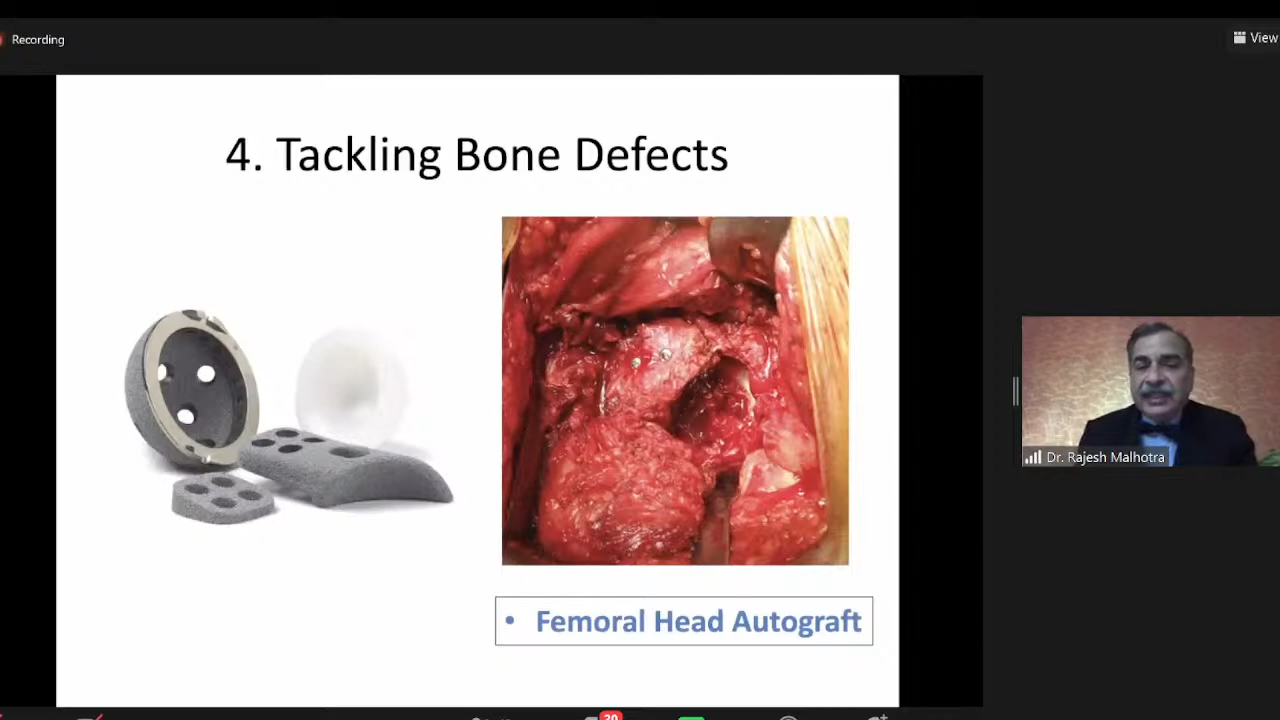 Recording
View
4. Tackling Bone Defects
Dr. Rajesh Malhotra
• Femoral Head Autograft